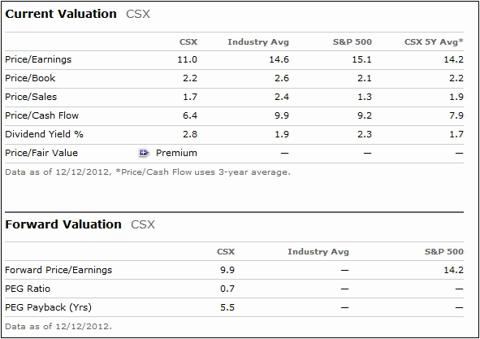 Current Valuation CSX
CSX Industry Avg S&P 500 CSX 5Y Avg*
Price/Earnings 11.0 14.6 15.1 14.2
Price/Book 2.2 2.6 2.1 2.2
Price/Sales 1.7 2.4 1.3 1.9
Price/Cash Flow 6.4 9.9 9.2 7.9
Dividend Yield % 2.8 1.9 2.3 1.7
Price/Fair Value Premium — — —
Data as of 12/12/2012, *Price/Cash Flow uses 3-year average.
Forward Valuation CSX
CSX Industry Avg S&P 500
Forward Price/Earnings 9.9 — 14.2
PEG Ratio 0.7 — —
PEG Payback (Yrs) 5.5 — —
Data as of 12/12/2012.